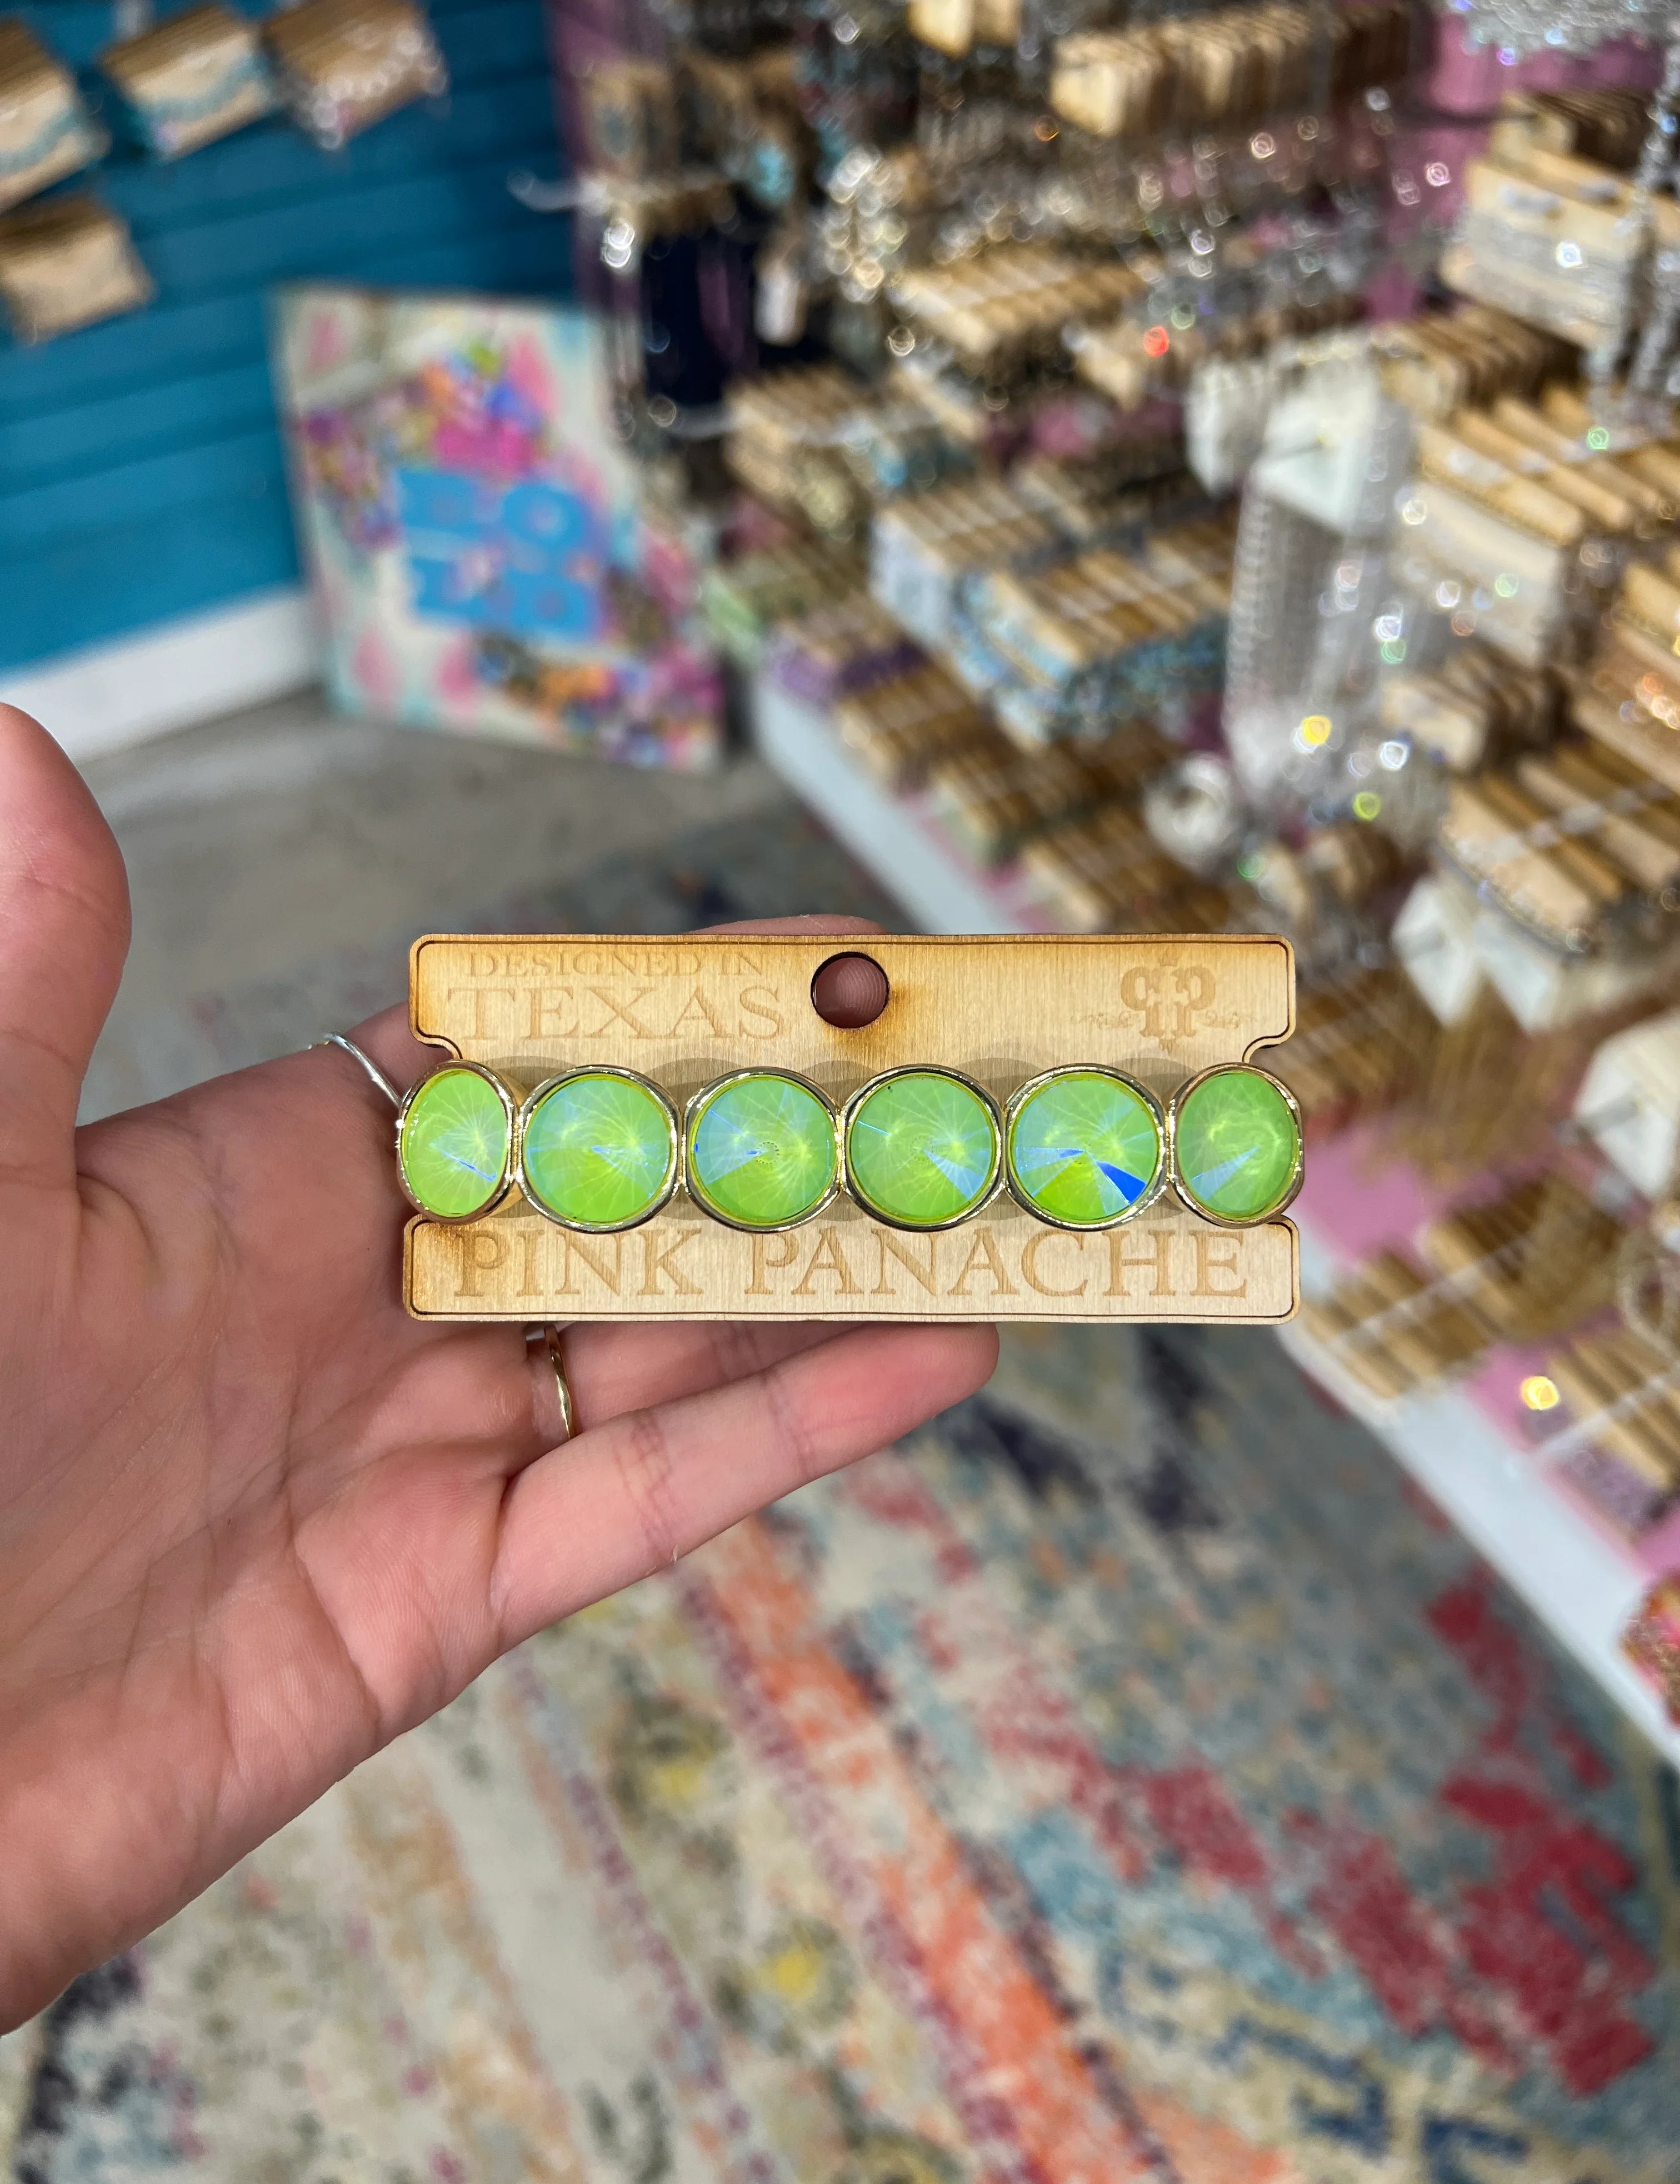 DESIGNED IN
TEXAS
PINK PANACHE